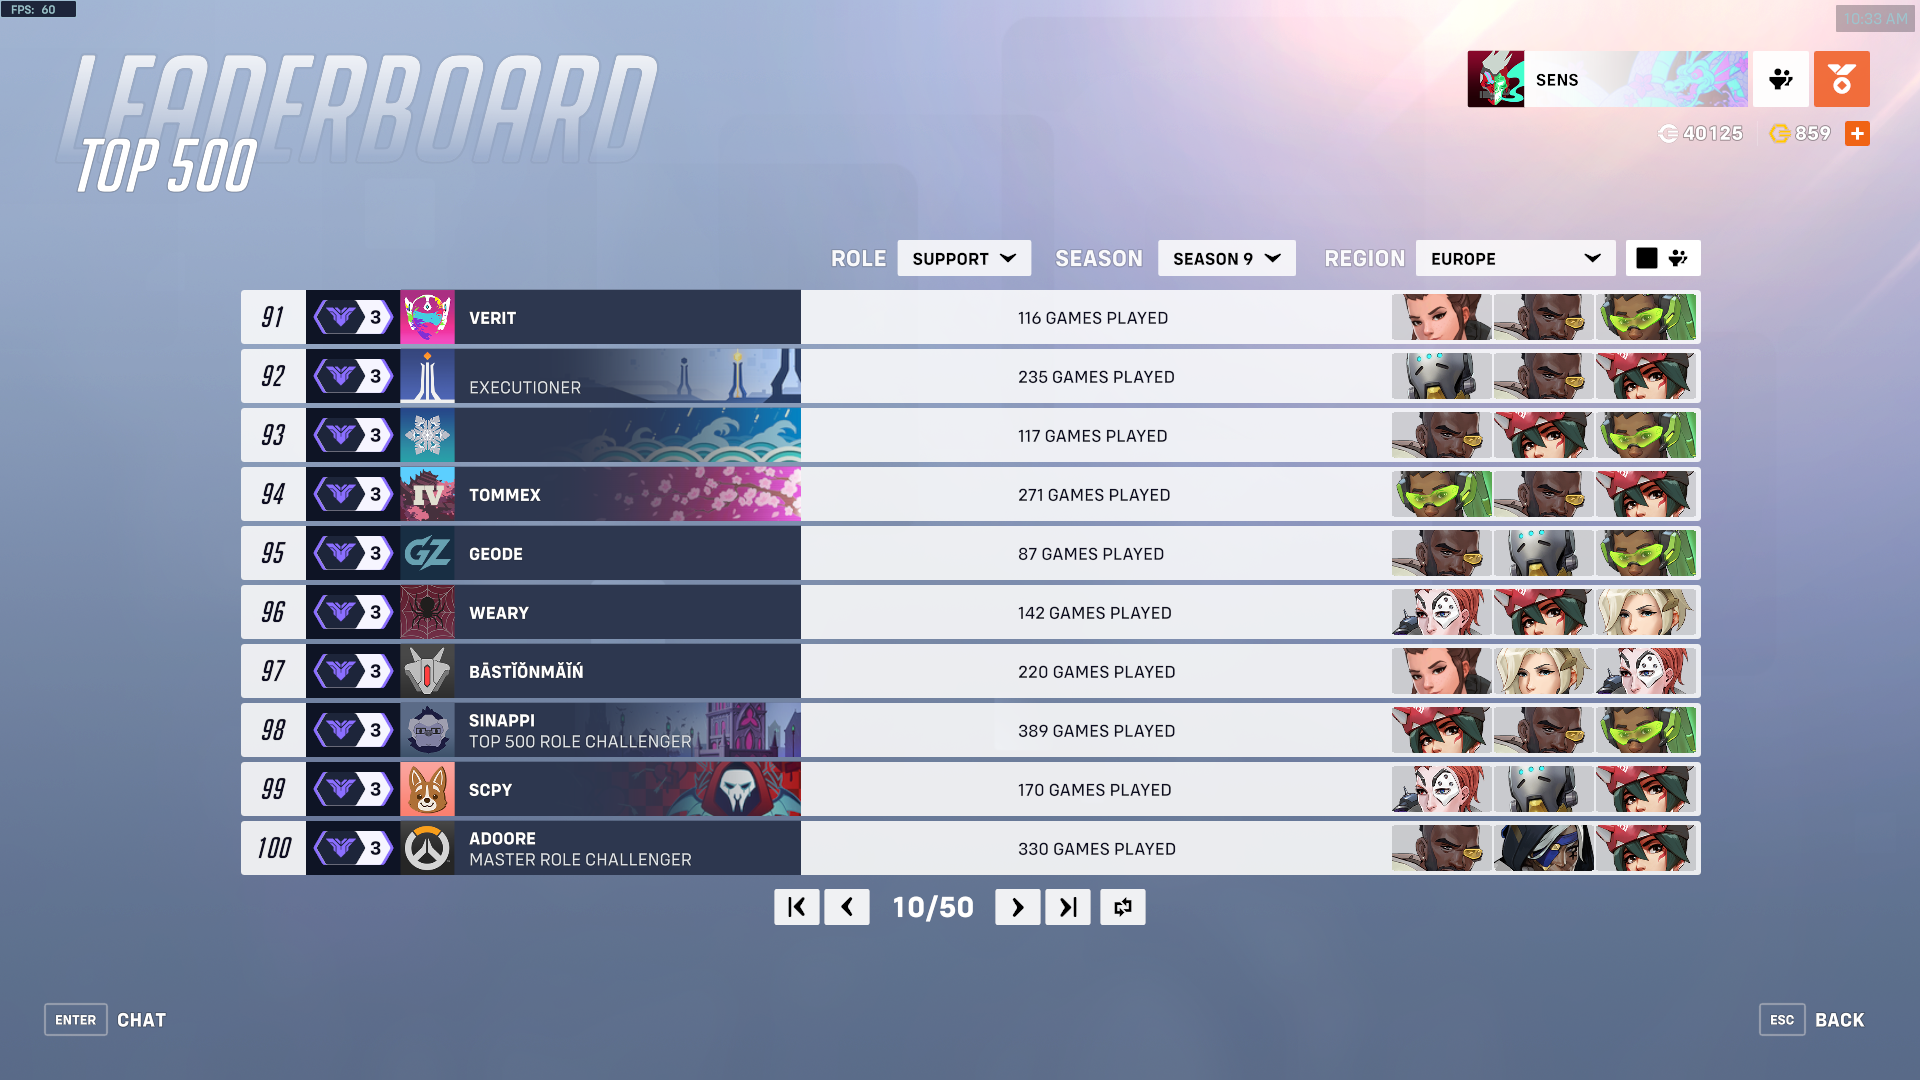 FPS: 60
10:33 AM
LEADERBOARD
TOP 500
SENS
40125
859
ROLE SUPPORT SEASON SEASON 9 REGION EUROPE
91 3 VERIT 116 GAMES PLAYED
92 3 EXECUTIONER 235 GAMES PLAYED
93 3 117 GAMES PLAYED
94 3 IV TOMMEX 271 GAMES PLAYED
95 3 GZ GEODE 87 GAMES PLAYED
96 3 WEARY 142 GAMES PLAYED
97 3 BĀSTĬŎNMĂĬŃ 220 GAMES PLAYED
98 3 SINAPPI 389 GAMES PLAYED
TOP 500 ROLE CHALLENGER
99 3 SCPY 170 GAMES PLAYED
100 3 ADOORE 330 GAMES PLAYED
MASTER ROLE CHALLENGER
10/50
ENTER CHAT
ESC BACK